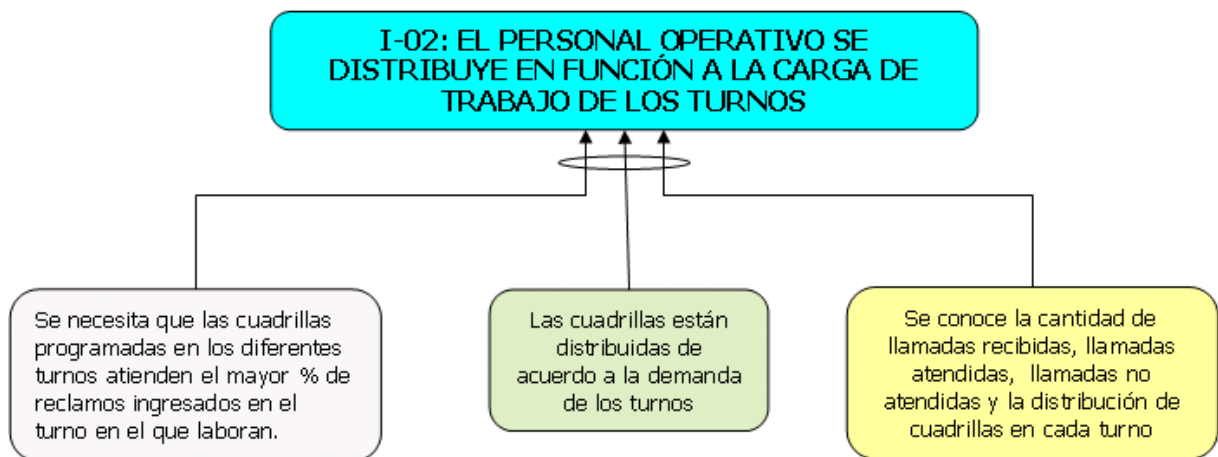 I-02: EL PERSONAL OPERATIVO SE
DISTRIBUYE EN FUNCIÓN A LA CARGA DE
TRABAJO DE LOS TURNOS
Se necesita que las cuadrillas
programadas en los diferentes
turnos atienden el mayor % de
reclamos ingresados en el
turno en el que laboran.
Las cuadrillas están
distribuidas de
acuerdo a la demanda
de los turnos
Se conoce la cantidad de
llamadas recibidas, llamadas
atendidas, llamadas no
atendidas y la distribución de
cuadrillas en cada turno